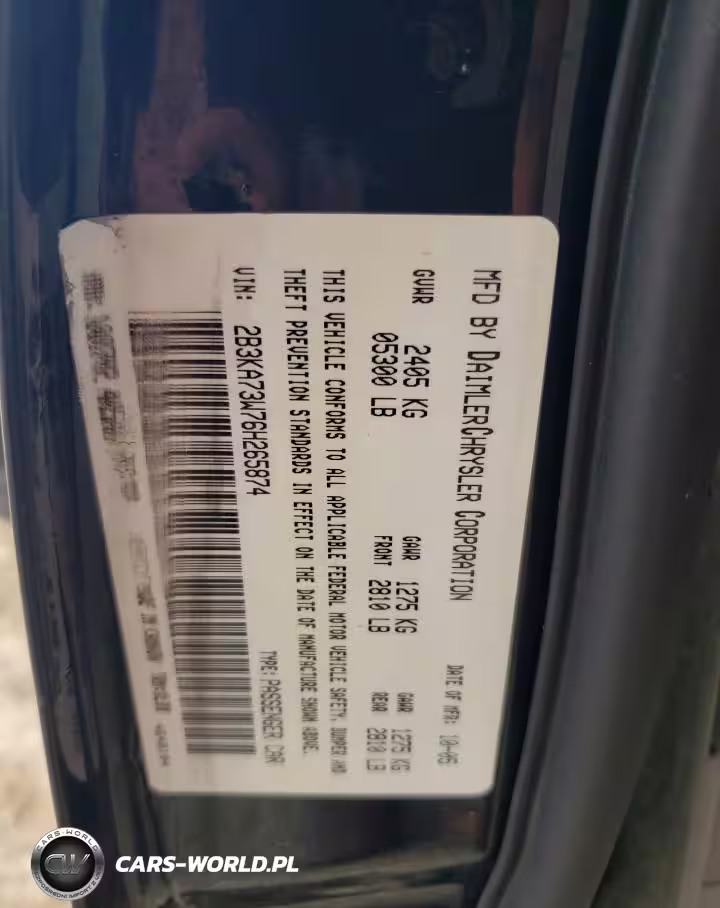 MFD BY DAIMLERCHRYSLER CORPORATION
DATE OF MFR: 10-05
GVWR 2405 KG
05300 LB
GAWR 1275 KG
FRONT 2810 LB
GAWR 1275 KG
REAR 2810 LB
THIS VEHICLE CONFORMS TO ALL APPLICABLE FEDERAL MOTOR VEHICLE SAFETY, BUMPER AND
THEFT PREVENTION STANDARDS IN EFFECT ON THE DATE OF MANUFACTURE SHOWN ABOVE.
VIN: 2B3KA73W76H265874
TYPE: PASSENGER CAR
CARS-WORLD
CW
CARS-WORLD.PL